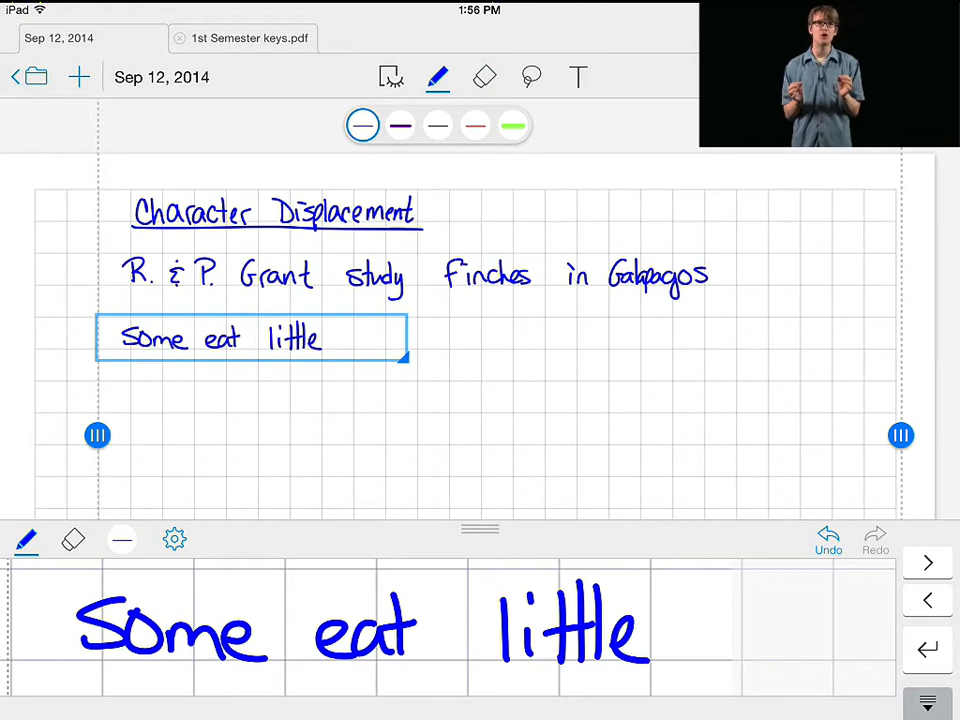 iPad 1:56 PM
Sep 12, 2014 1st Semester keys.pdf
Sep 12, 2014 T
Character Displacement
R. & P. Grant study finches in Galapagos
Some eat little
Undo Redo
Some eat little